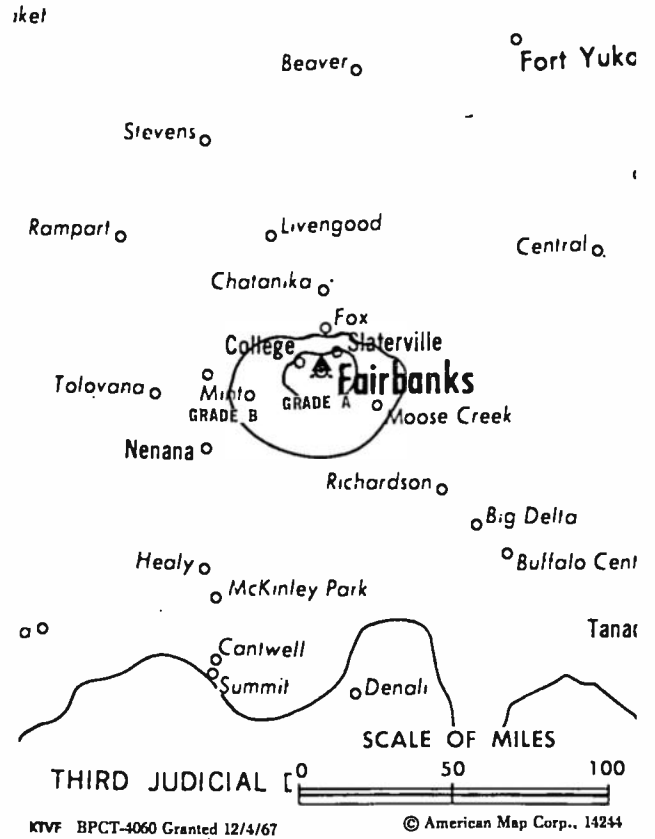 Beaver
Fort Yuko
Stevens
Rampart
Livengood
Central
Chatanika
Fox
College
Slaterville
Fairbanks
Tolovana
Minto
GRADE B
GRADE A
Moose Creek
Nenana
Richardson
Big Delta
Healy
Buffalo Cent
McKinley Park
a
Tanac
Cantwell
Summit
Denali
SCALE OF MILES
THIRD JUDICIAL
0 50 100
KTVF BPCT-4060 Granted 12/4/67
© American Map Corp., 14244